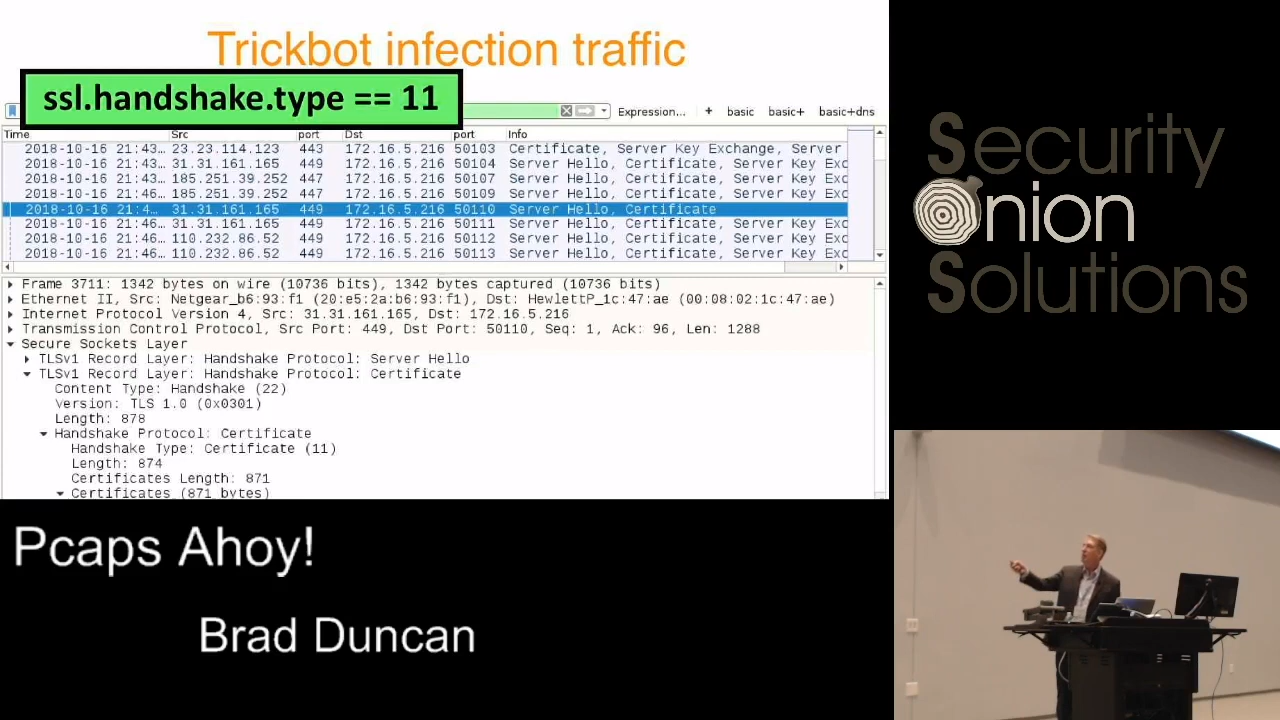 Trickbot infection traffic
ssl.handshake.type == 11
Expression… + basic basic+ basic+dns
Time Src port Dst port Info
2018-10-16 21:43… 2.23.114.123 443 172.16.5.216 50103 Certificate, Server Key Exchange, Server
2018-10-16 21:43… 31.31.161.165 449 172.16.5.216 50104 Server Hello, Certificate, Server Key Exc
2018-10-16 21:43… 185.251.39.252 447 172.16.5.216 50107 Server Hello, Certificate, Server Key Exc
2018-10-16 21:46… 185.251.39.252 447 172.16.5.216 50109 Server Hello, Certificate, Server Key Exc
2018-10-16 21:4… 31.31.161.165 449 172.16.5.216 50110 Server Hello, Certificate
2018-10-16 21:46… 31.31.161.165 449 172.16.5.216 50111 Server Hello, Certificate, Server Key Exc
2018-10-16 21:46… 110.232.86.52 449 172.16.5.216 50112 Server Hello, Certificate, Server Key Exc
2018-10-16 21:46… 110.232.86.52 449 172.16.5.216 50113 Server Hello, Certificate, Server Key Exc
Frame 3711: 1342 bytes on wire (10736 bits), 1342 bytes captured (10736 bits)
Ethernet II, Src: Netgear_b6:93:f1 (20:e5:2a:b6:93:f1), Dst: HewlettP_1c:47:ae (00:08:02:1c:47:ae)
Internet Protocol Version 4, Src: 31.31.161.165, Dst: 172.16.5.216
Transmission Control Protocol, Src Port: 449, Dst Port: 50110, Seq: 1, Ack: 96, Len: 1288
Secure Sockets Layer
TLSv1 Record Layer: Handshake Protocol: Server Hello
TLSv1 Record Layer: Handshake Protocol: Certificate
Content Type: Handshake (22)
Version: TLS 1.0 (0x0301)
Length: 878
Handshake Protocol: Certificate
Handshake Type: Certificate (11)
Length: 874
Certificates Length: 871
Certificates (871 bytes)
Security
Onion
Solutions
Pcaps Ahoy!
Brad Duncan